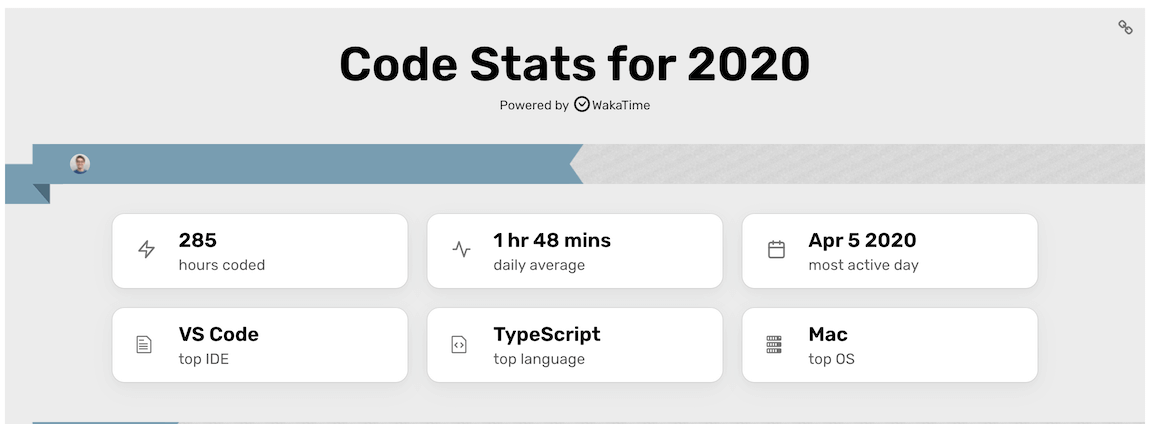 Code Stats for 2020
Powered by WakaTime
285
hours coded
1 hr 48 mins
daily average
Apr 5 2020
most active day
VS Code
top IDE
TypeScript
top language
Mac
top OS